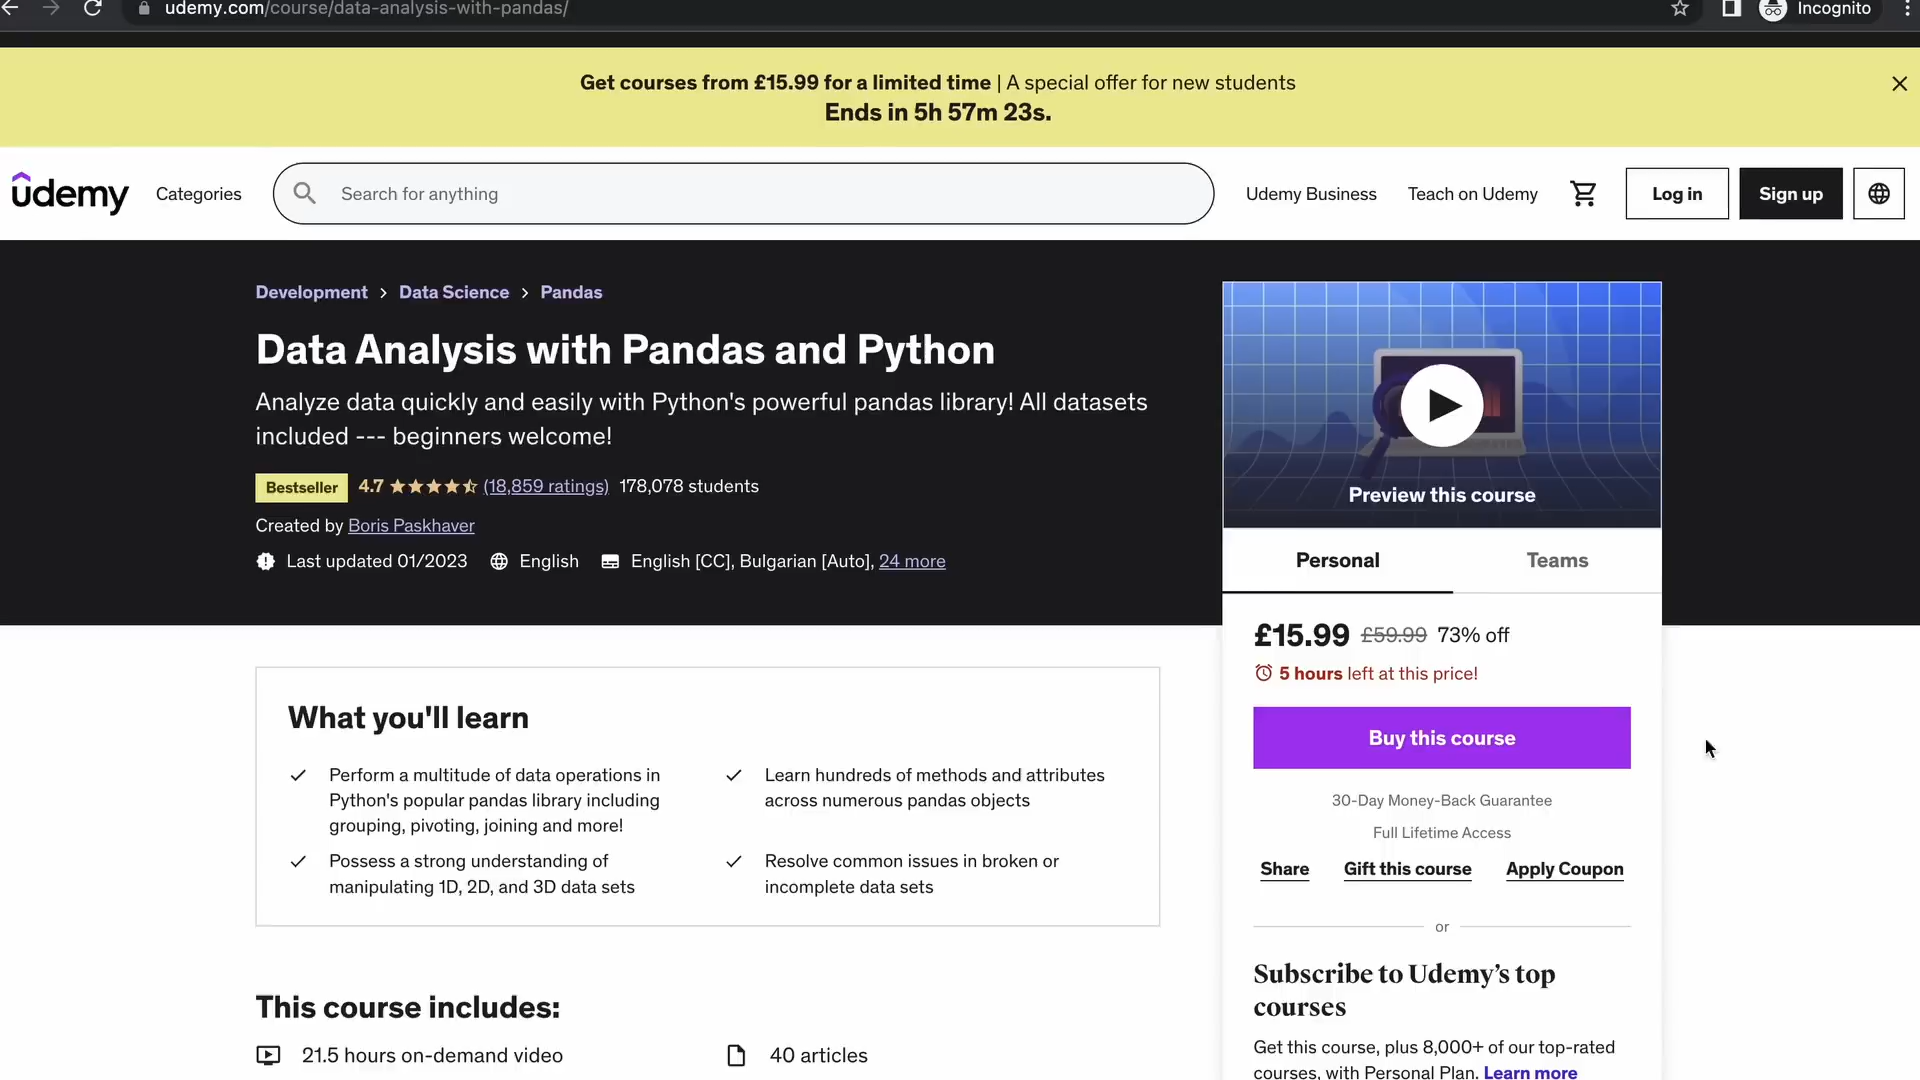 udemy.com/course/data-analysis-with-pandas/
Incognito
Get courses from £15.99 for a limited time | A special offer for new students
Ends in 5h 57m 23s.
udemy
Categories
Search for anything
Udemy Business
Teach on Udemy
Log in
Sign up
Development > Data Science > Pandas
Data Analysis with Pandas and Python
Analyze data quickly and easily with Python's powerful pandas library! All datasets
included --- beginners welcome!
Bestseller 4.7 (18,859 ratings) 178,078 students
Created by Boris Paskhaver
Last updated 01/2023 English English [CC], Bulgarian [Auto], 24 more
Preview this course
Personal
Teams
£15.99 £59.99 73% off
5 hours left at this price!
Buy this course
30-Day Money-Back Guarantee
Full Lifetime Access
Share
Gift this course
Apply Coupon
or
Subscribe to Udemy’s top
courses
Get this course, plus 8,000+ of our top-rated
courses, with Personal Plan. Learn more
What you'll learn
Perform a multitude of data operations in
Python's popular pandas library including
grouping, pivoting, joining and more!
Learn hundreds of methods and attributes
across numerous pandas objects
Possess a strong understanding of
manipulating 1D, 2D, and 3D data sets
Resolve common issues in broken or
incomplete data sets
This course includes:
21.5 hours on-demand video
40 articles